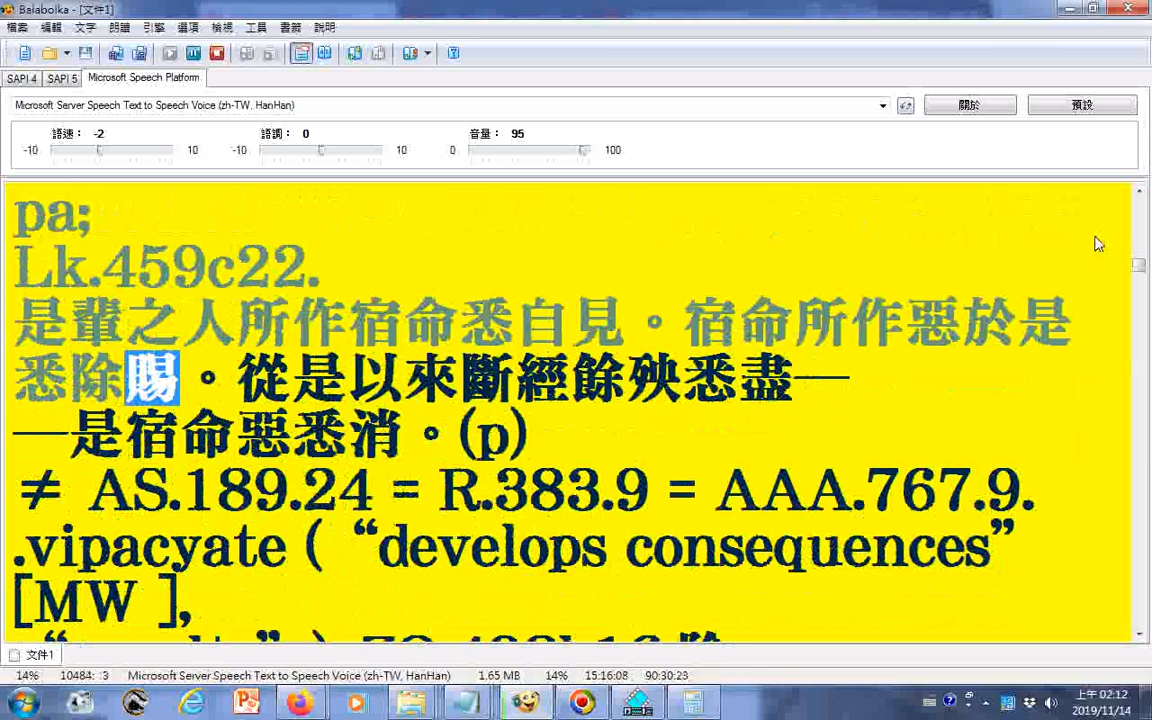 Balabolka - [文件1]
檔案 編輯 文字 朗讀 引擎 選項 檢視 工具 書籤 說明
SAPI 4 SAPI 5 Microsoft Speech Platform
Microsoft Server Speech Text to Speech Voice (zh-TW, HanHan) 關於 預設
語速： -2 語調： 0 音量： 95
-10 10 -10 10 0 100
pa;
Lk.459c22.
是輩之人所作宿命悉自見。宿命所作惡於是
悉除賜。從是以來斷經餘殃悉盡─
─是宿命惡悉消。(p)
≠ AS.189.24 = R.383.9 = AAA.767.9.
.vipacyate (“develops consequences”
[MW ],
文件1
14% 10484: 3 Microsoft Server Speech Text to Speech Voice (zh-TW, HanHan) 1.65 MB 14% 15:16:08 90:30:23
上午 02:12
2019/11/14